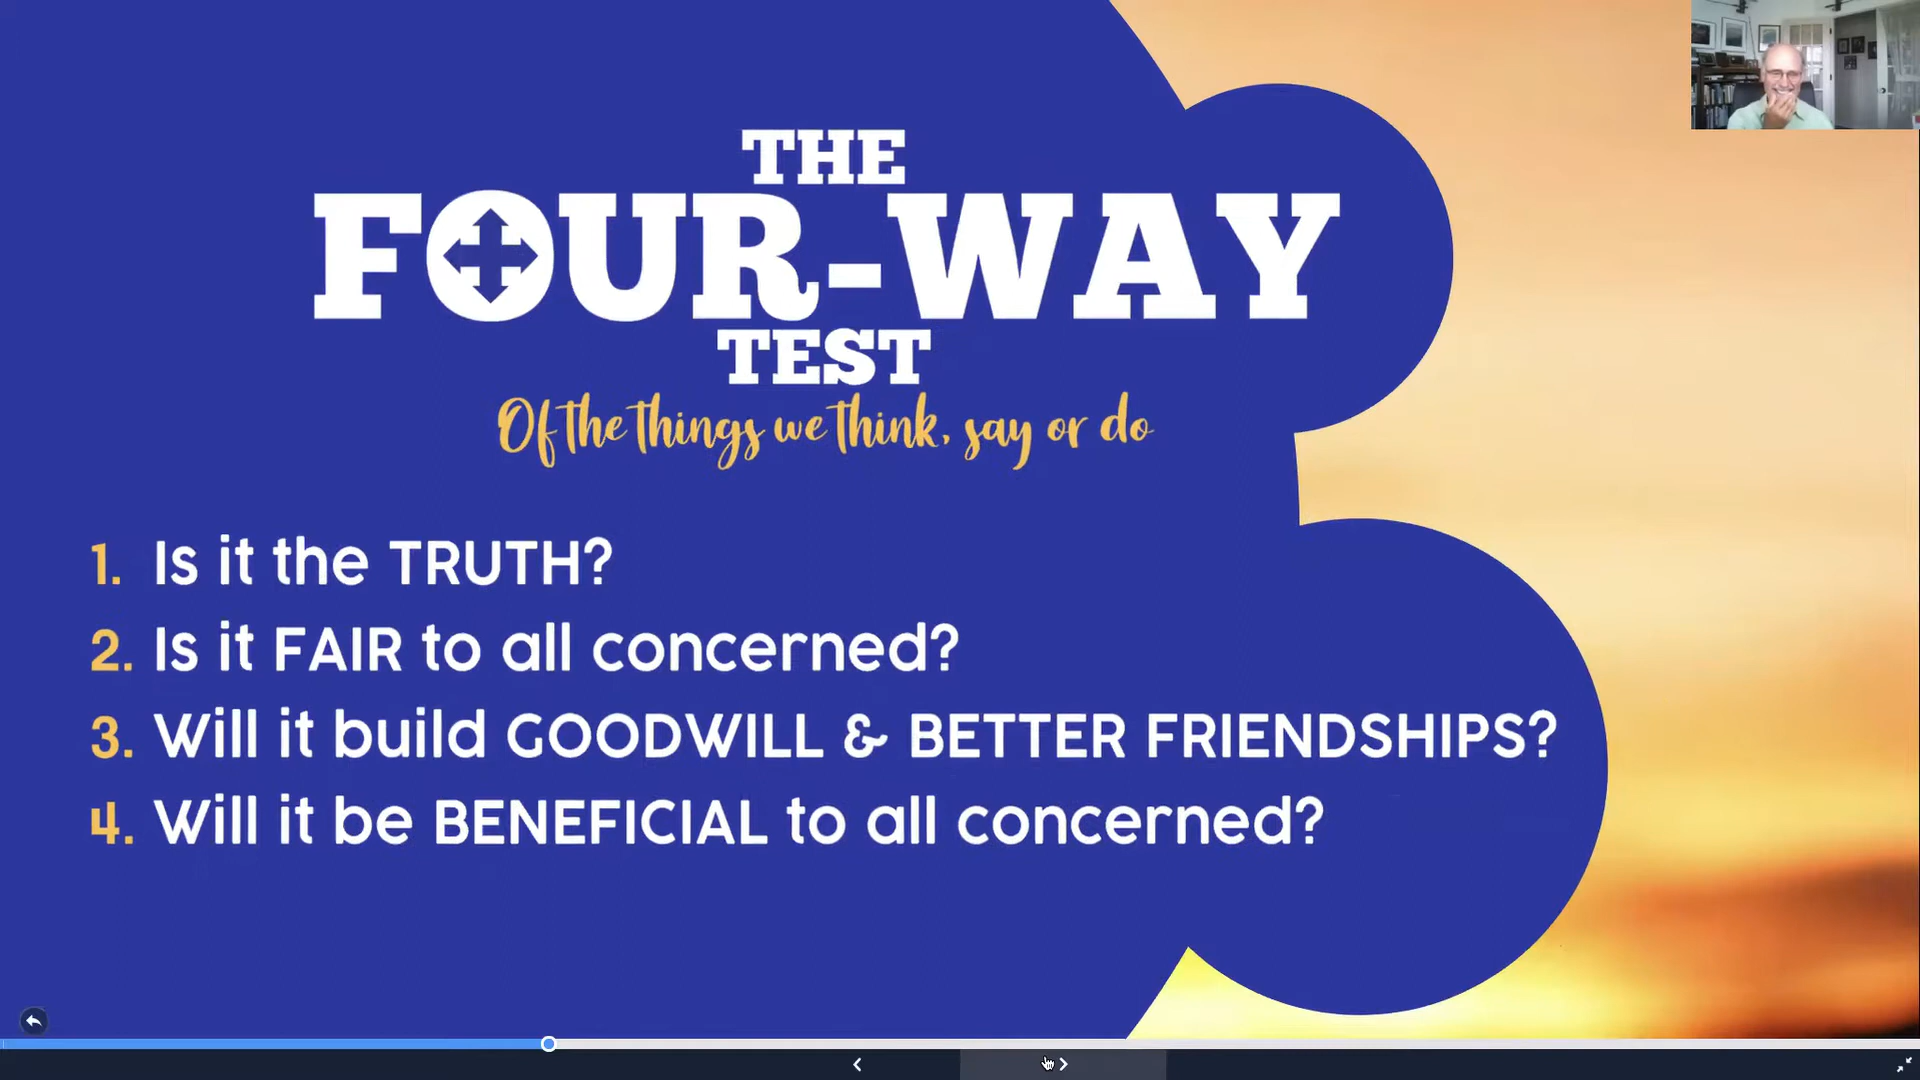 THE
FOUR-WAY
TEST
Of the things we think, say or do
1. Is it the TRUTH?
2. Is it FAIR to all concerned?
3. Will it build GOODWILL & BETTER FRIENDSHIPS?
4. Will it be BENEFICIAL to all concerned?